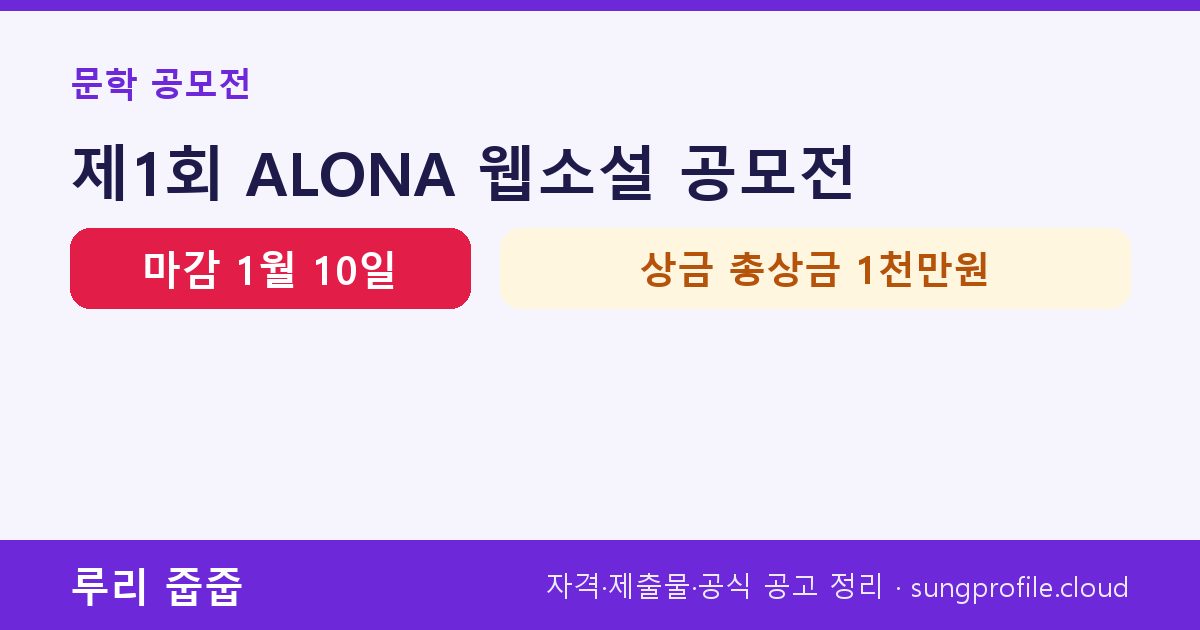 문학 공모전
제1회 ALONA 웹소설 공모전
마감 1월 10일
상금 총상금 1천만원
루리 줍줍
자격·제출물·공식 공고 정리 · sungprofile.cloud